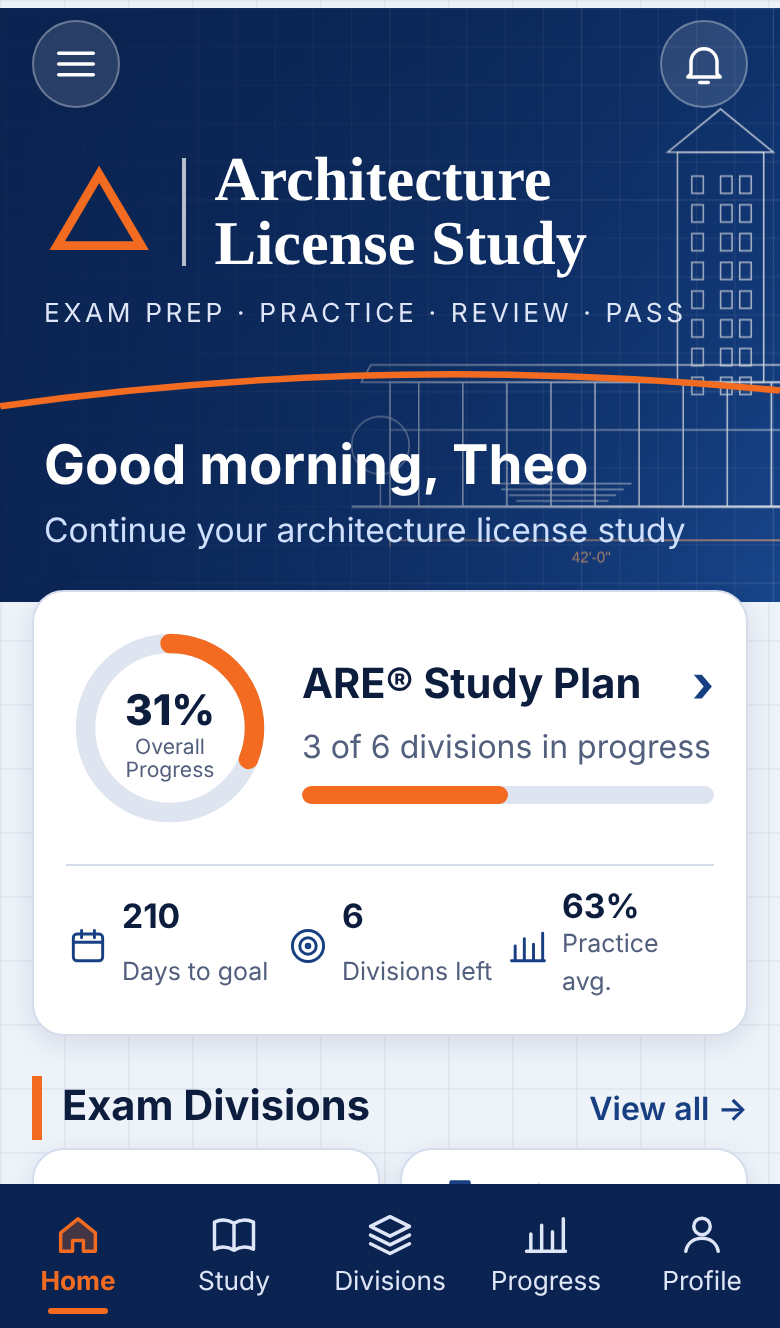 Architecture
License Study
EXAM PREP · PRACTICE · REVIEW · PASS
Good morning, Theo
Continue your architecture license study
42'-0"
31%
Overall
Progress
ARE® Study Plan
3 of 6 divisions in progress
210
Days to goal
6
Divisions left
63%
Practice
avg.
Exam Divisions
View all →
Home
Study
Divisions
Progress
Profile